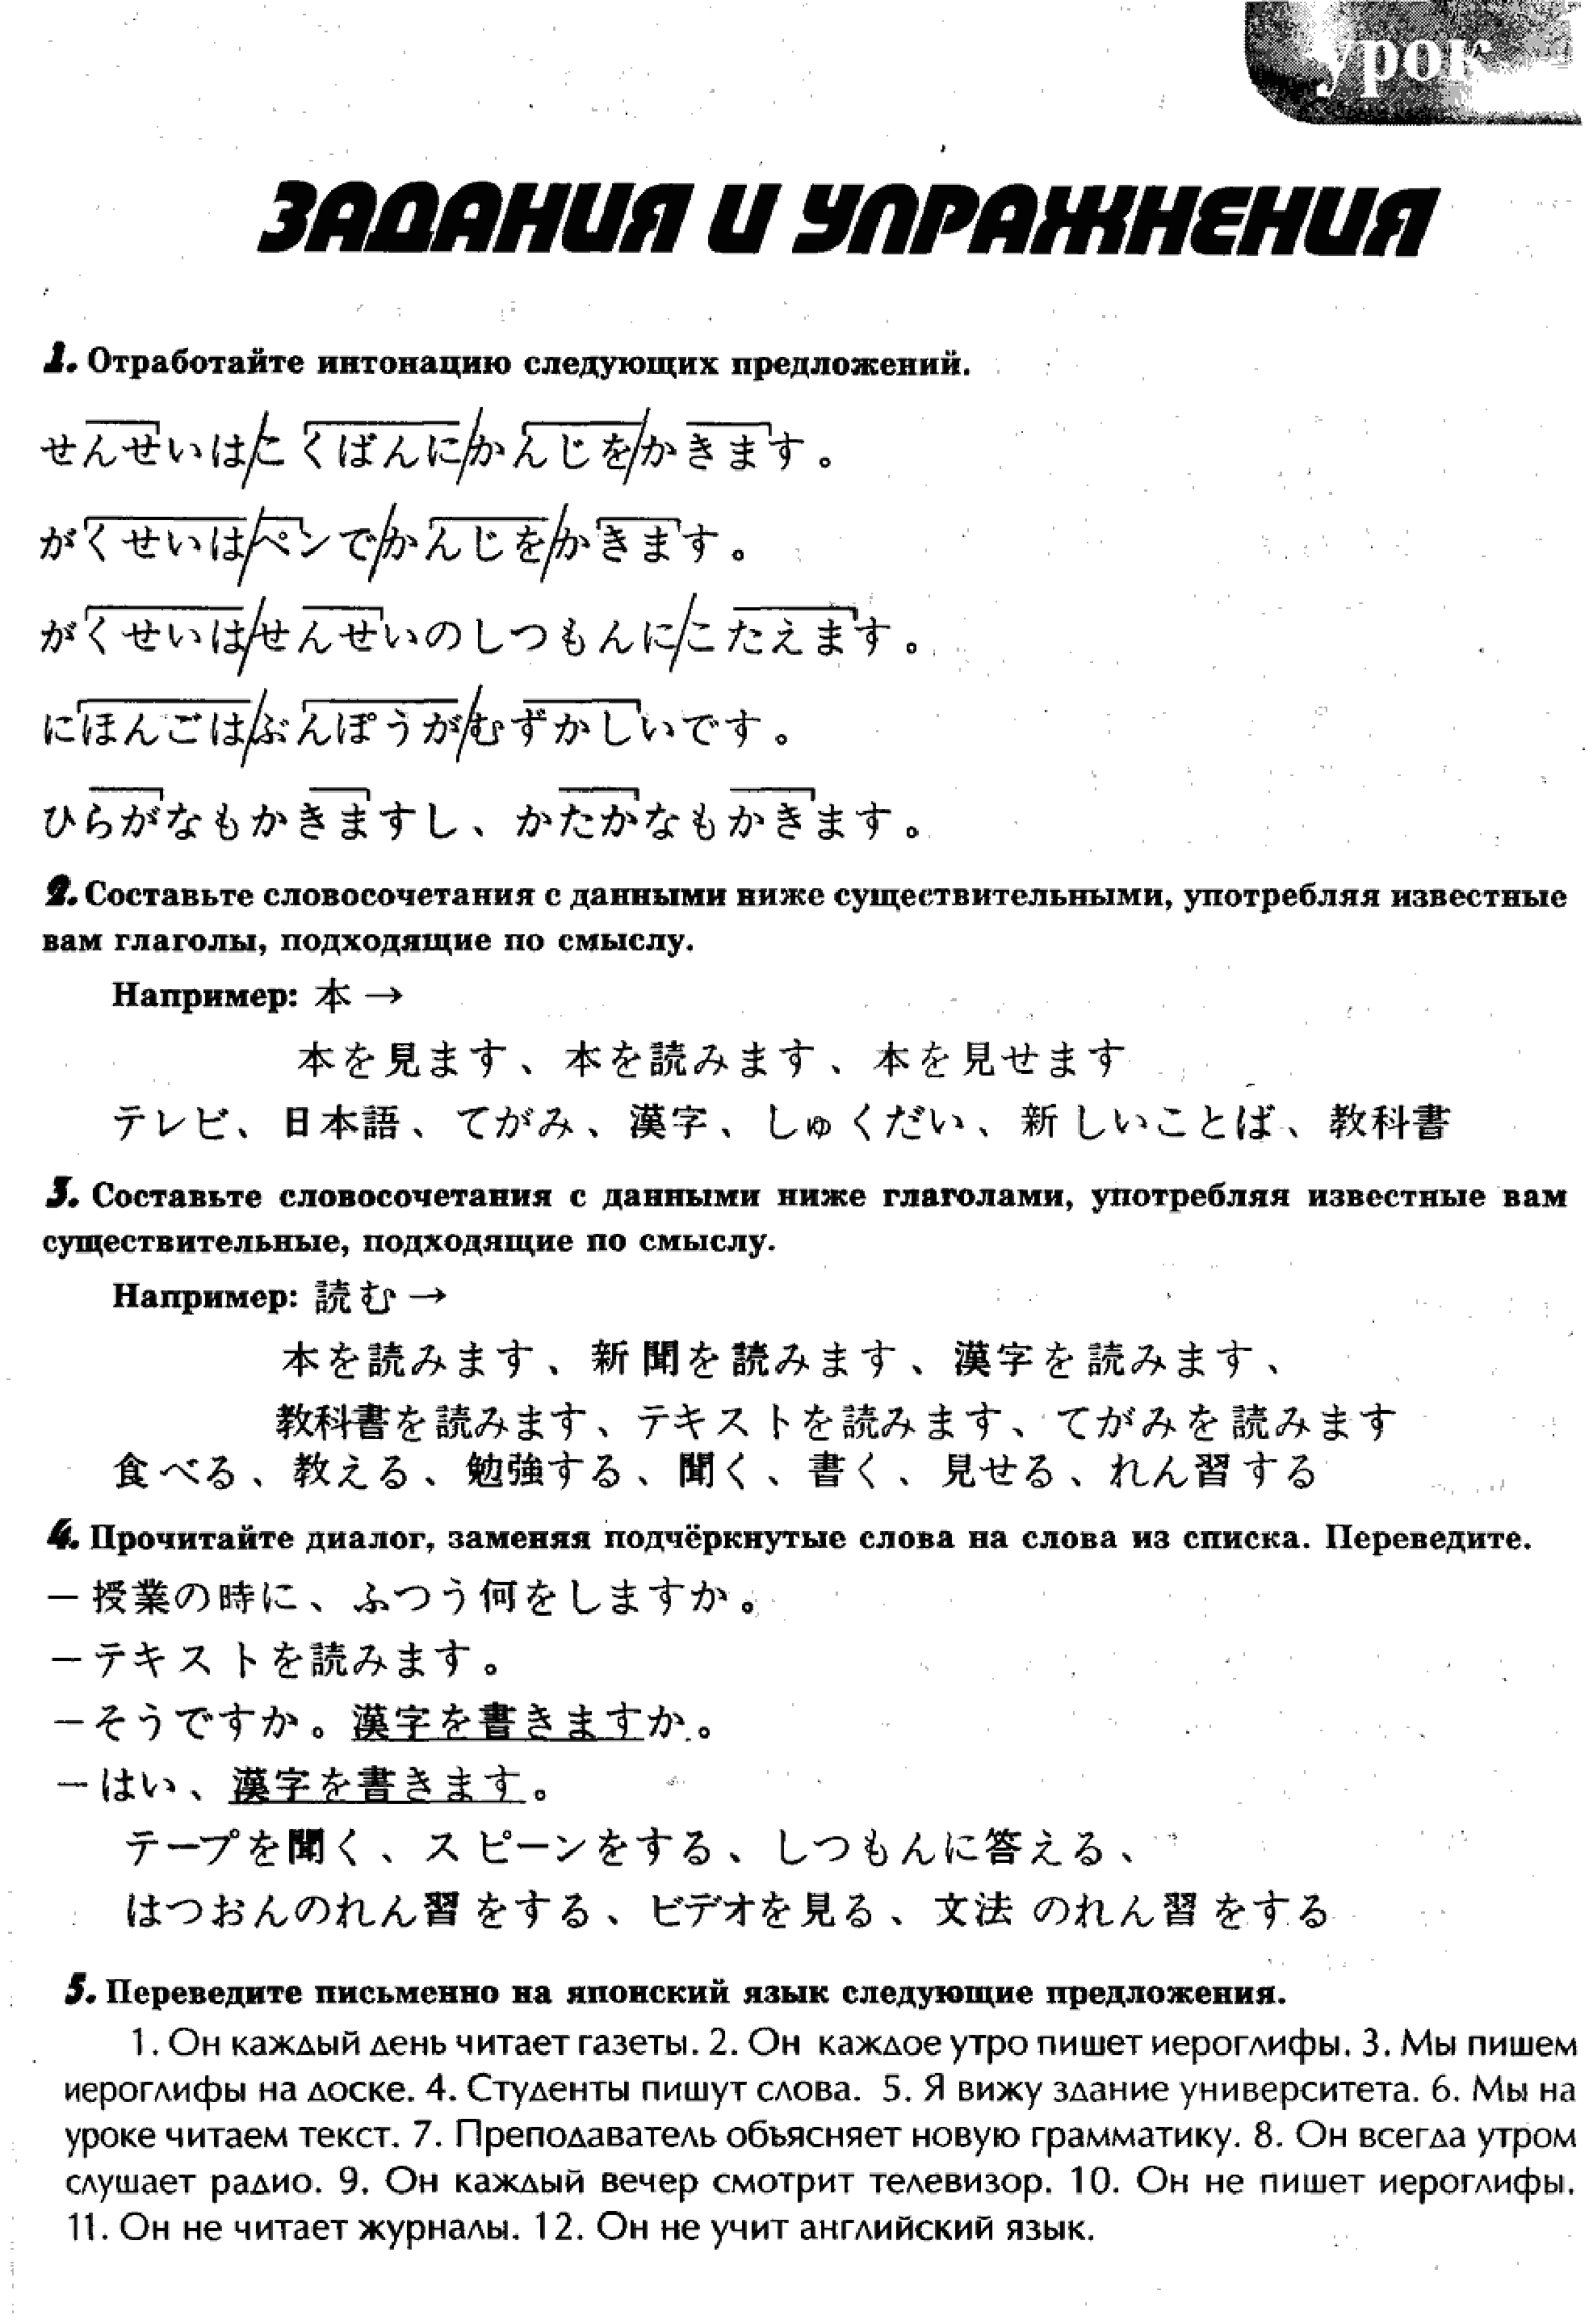 урок
ЗАДАНИЯ И УПРАЖНЕНИЯ
1. Отработайте интонацию следующих предложений.
せんせいは/こくばんに/かんじを/かきます。
がくせいは/ペンで/かんじを/かきます。
がくせいは/せんせいのしつもんに/こたえます。
にほんごは/ぶんぽうが/むずかしいです。
ひらがなもかきますし、かたかなもかきます。
2. Составьте словосочетания с данными ниже существительными, употребляя известные
вам глаголы, подходящие по смыслу.
Например: 本 →
本を見ます、本を読みます、本を見せます
テレビ、日本語、てがみ、漢字、しゅくだい、新しいことば、教科書
3. Составьте словосочетания с данными ниже глаголами, употребляя известные вам
существительные, подходящие по смыслу.
Например: 読む →
本を読みます、新聞を読みます、漢字を読みます、
教科書を読みます、テキストを読みます、てがみを読みます
食べる、教える、勉強する、聞く、書く、見せる、れん習する
4. Прочитайте диалог, заменяя подчёркнутые слова на слова из списка. Переведите.
– 授業の時に、ふつう何をしますか。
– テキストを読みます。
– そうですか。漢字を書きますか。
– はい、漢字を書きます。
テープを聞く、スピーンをする、しつもんに答える、
はつおんのれん習をする、ビデオを見る、文法のれん習をする
5. Переведите письменно на японский язык следующие предложения.
1. Он каждый день читает газеты. 2. Он каждое утро пишет иероглифы. 3. Мы пишем
иероглифы на доске. 4. Студенты пишут слова. 5. Я вижу здание университета. 6. Мы на
уроке читаем текст. 7. Преподаватель объясняет новую грамматику. 8. Он всегда утром
слушает радио. 9. Он каждый вечер смотрит телевизор. 10. Он не пишет иероглифы.
11. Он не читает журналы. 12. Он не учит английский язык.